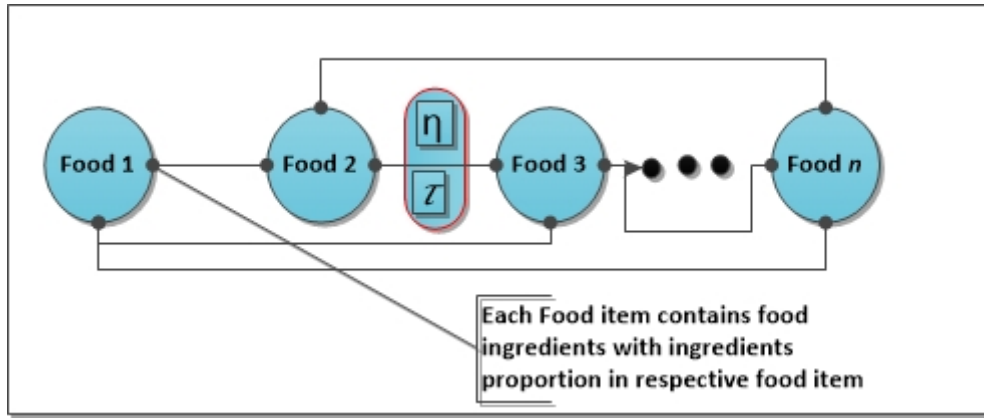 Food 1
Food 2
η
τ
Food 3
Food n
Each Food item contains food
ingredients with ingredients
proportion in respective food item